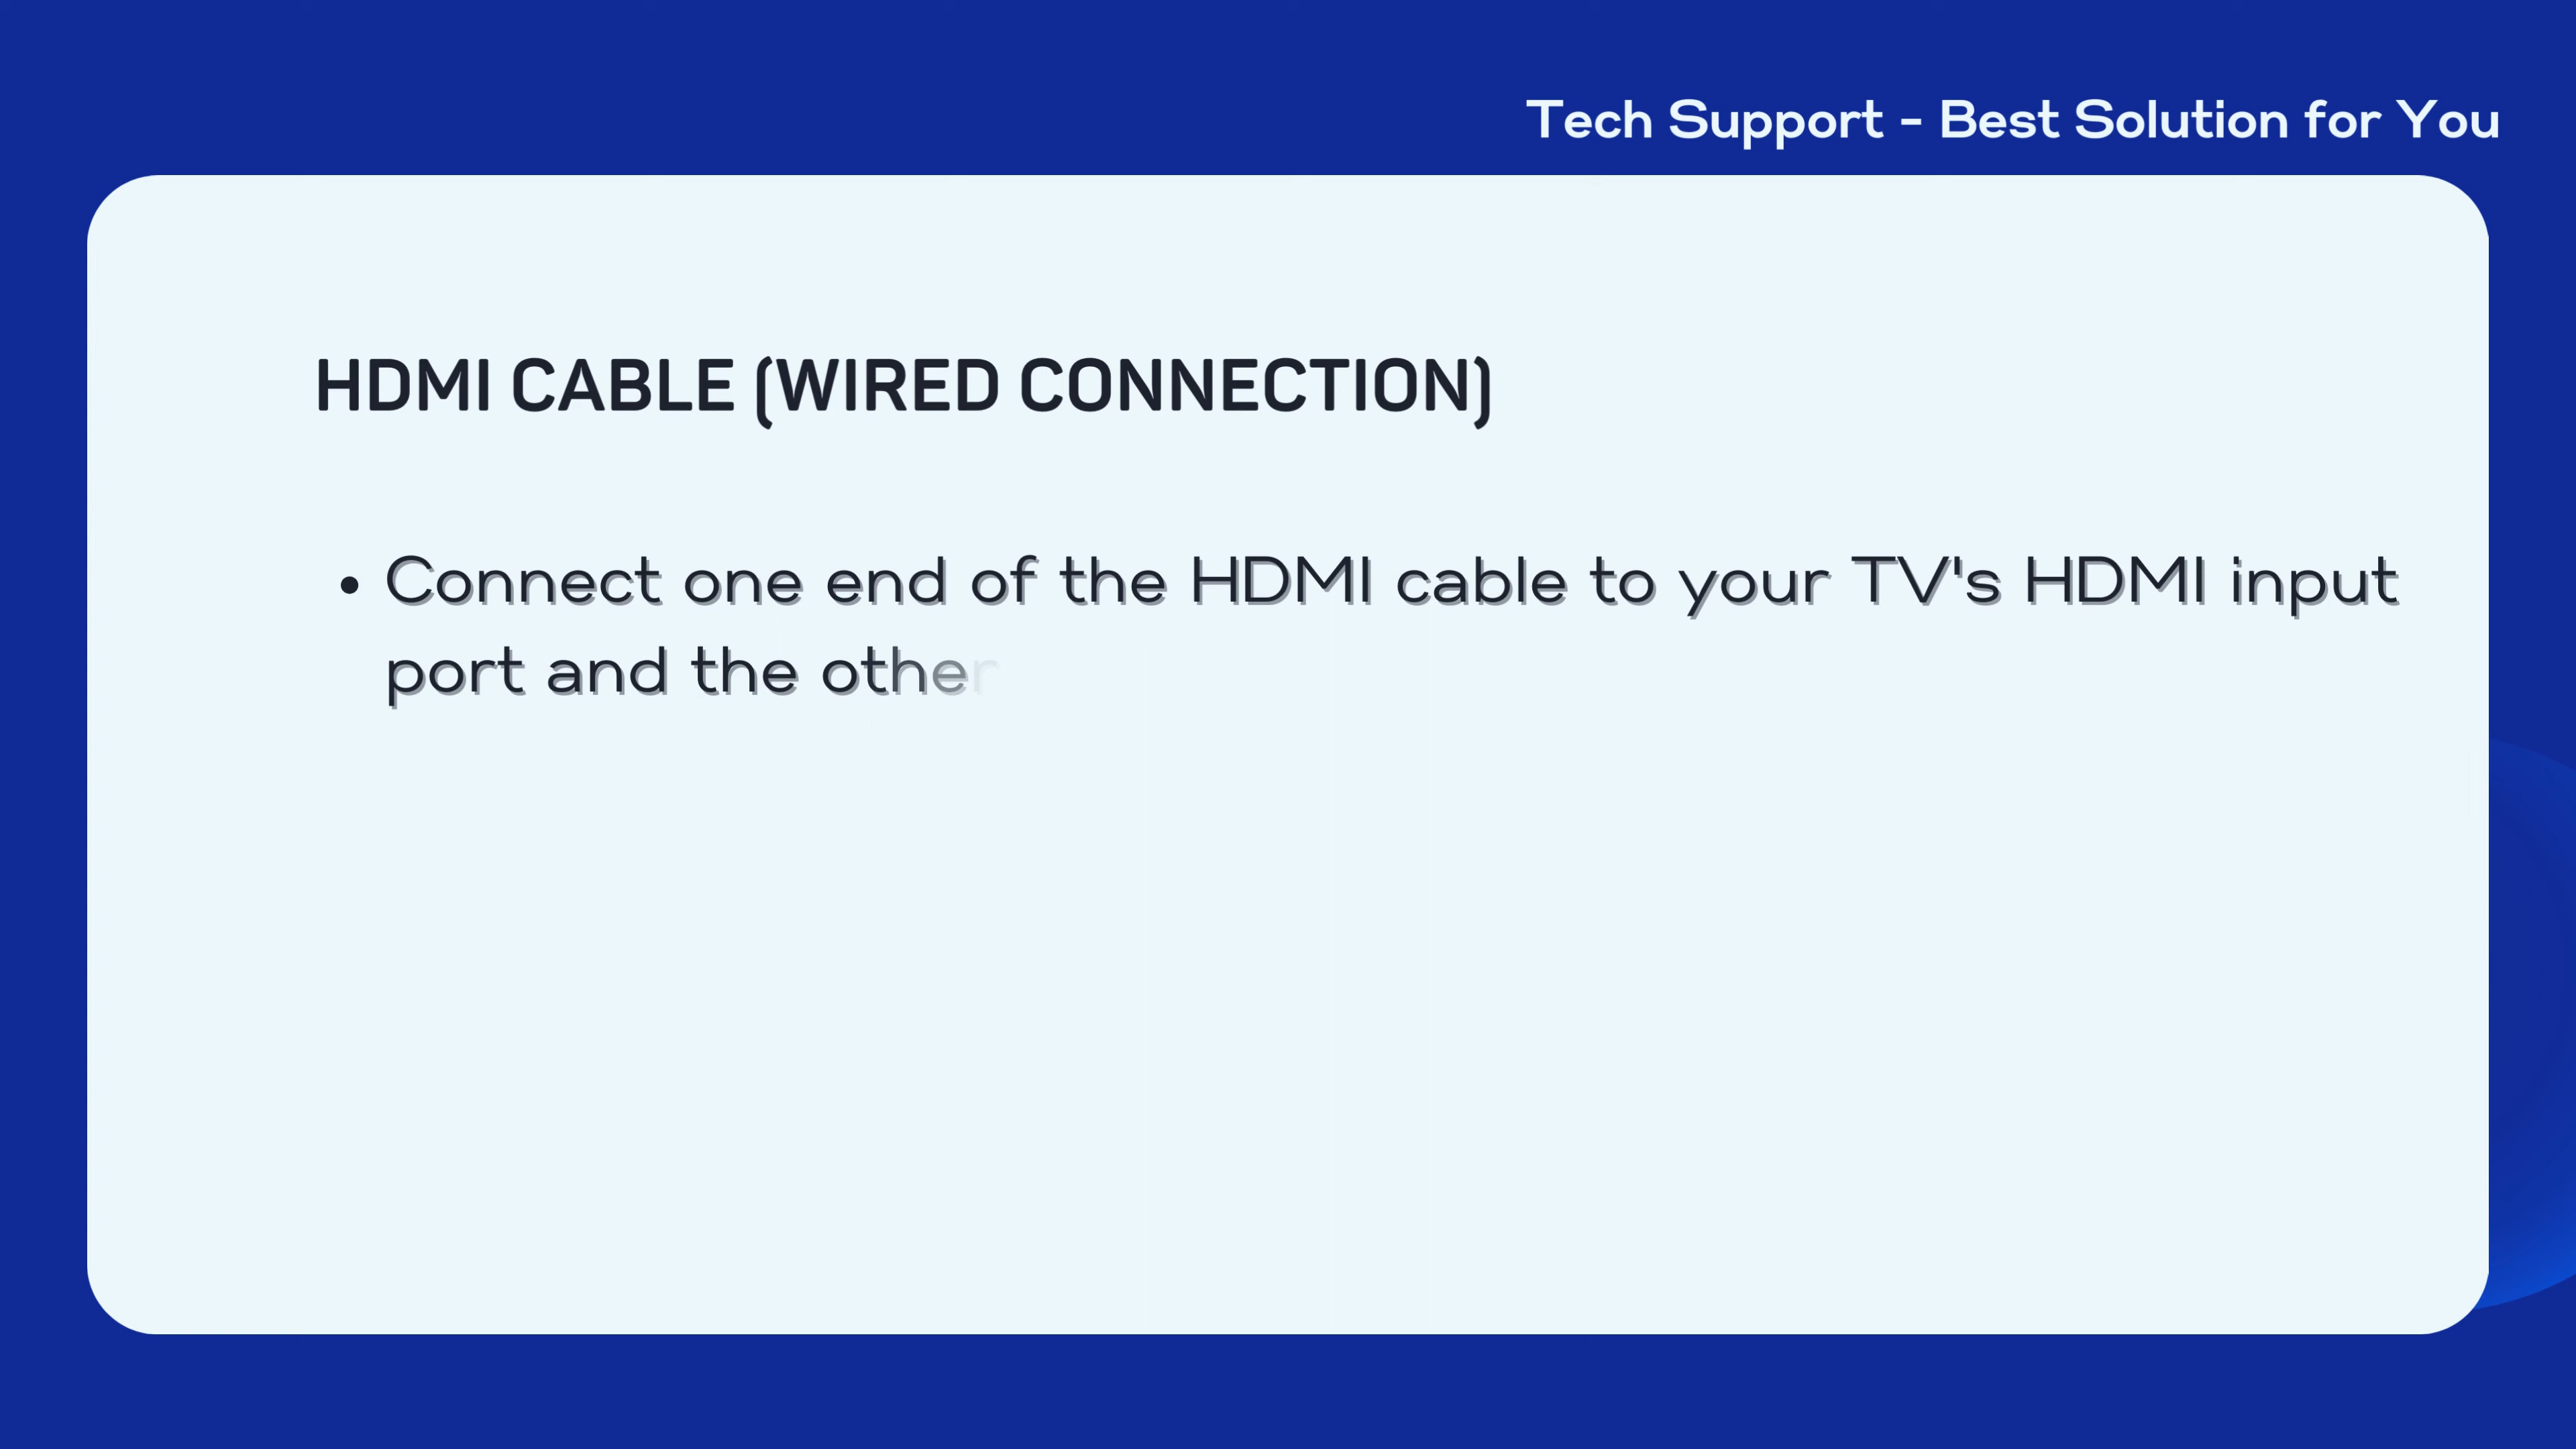 Tech Support - Best Solution for You
HDMI CABLE (WIRED CONNECTION)
• Connect one end of the HDMI cable to your TV's HDMI input
port and the other